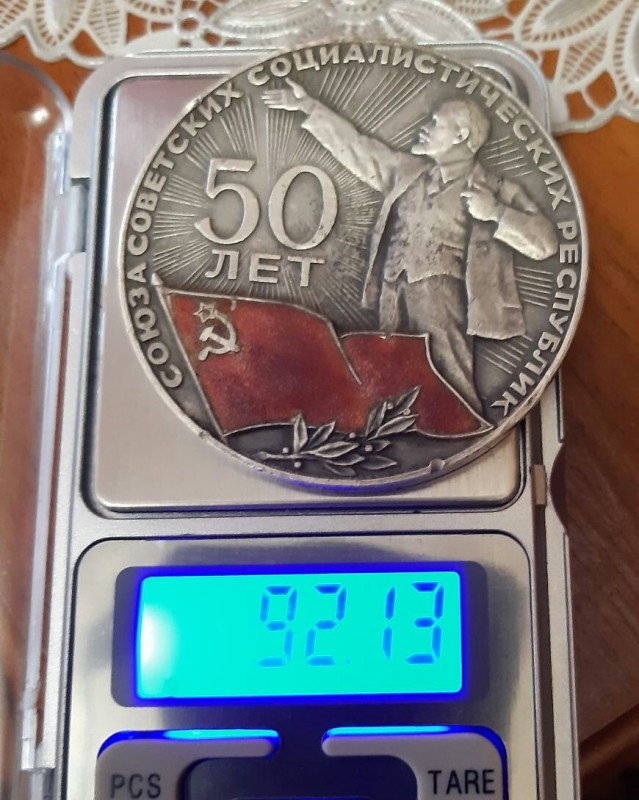 СОЮЗА СОВЕТСКИХ СОЦИАЛИСТИЧЕСКИХ РЕСПУБЛИК
50
ЛЕТ
92.13
PCS
TARE